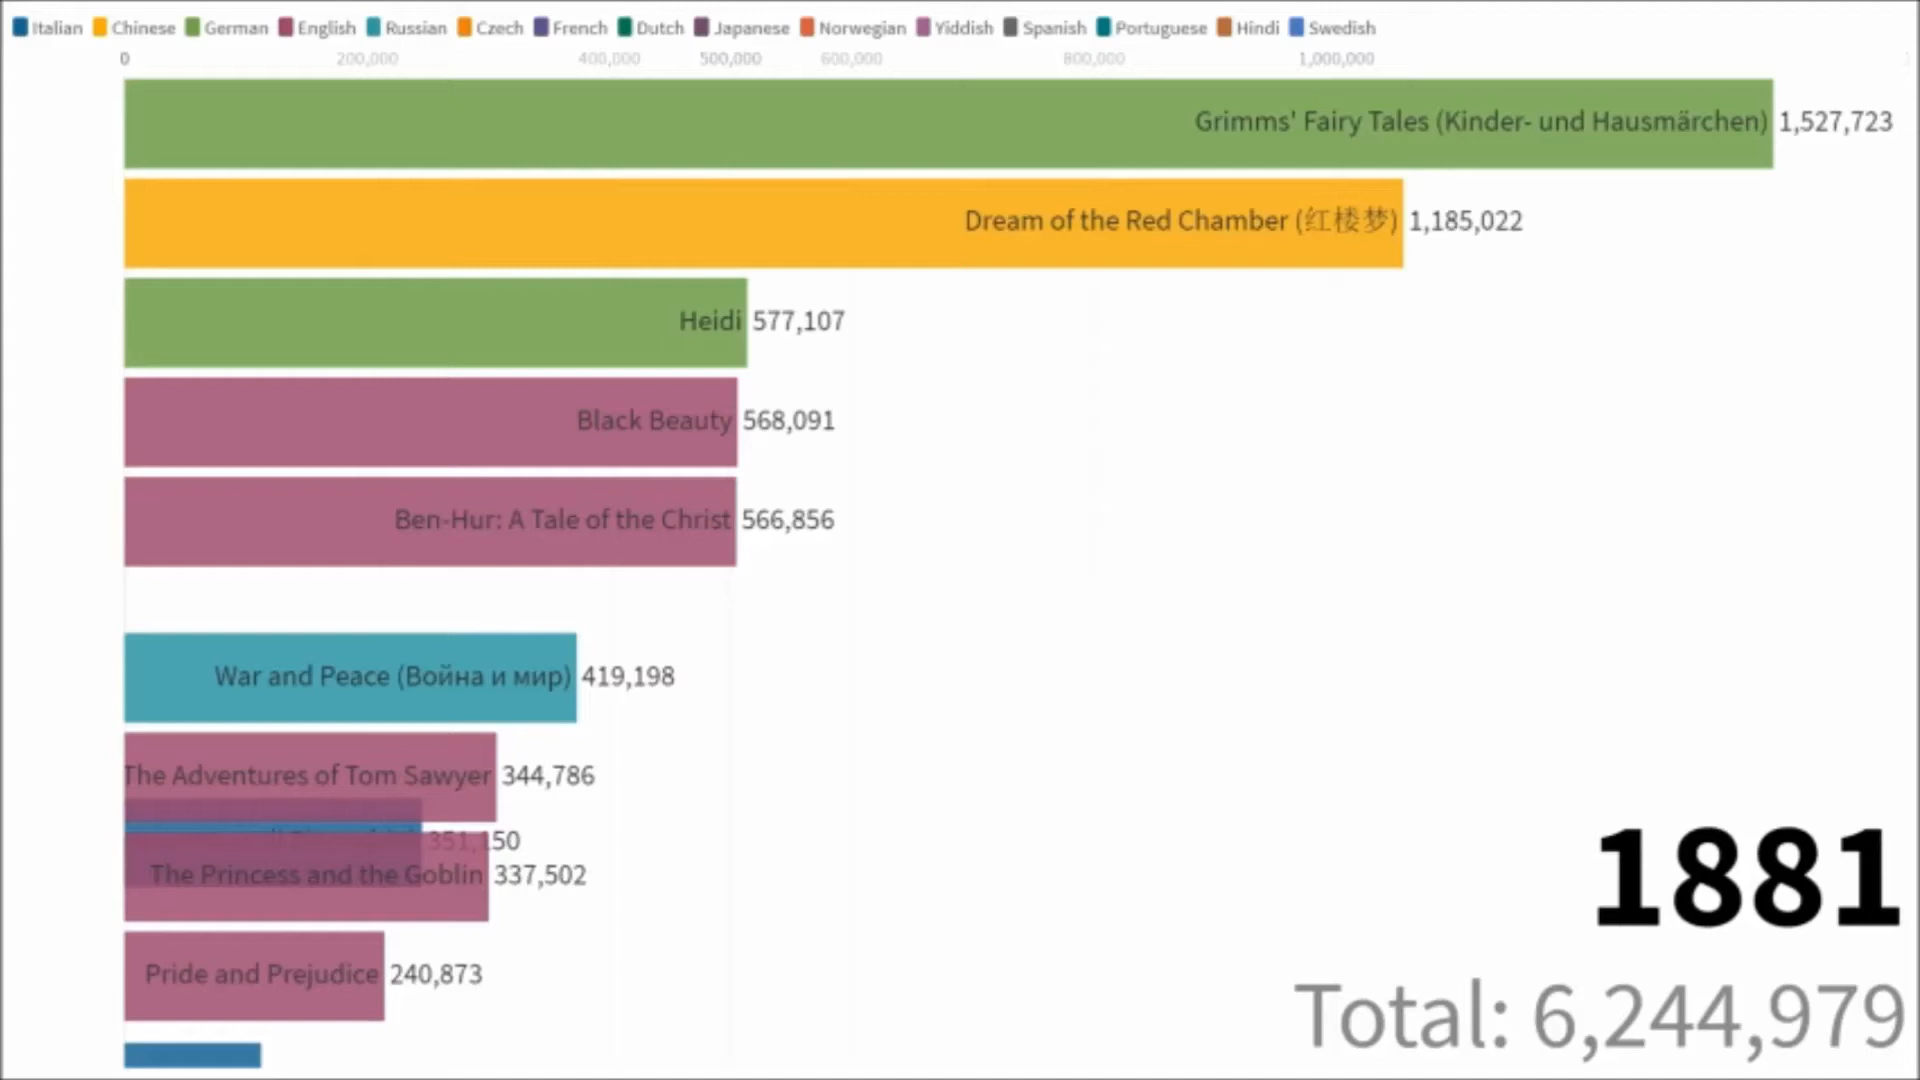 Italian Chinese German English Russian Czech French Dutch Japanese Norwegian Yiddish Spanish Portuguese Hindi Swedish
0 200,000 400,000 500,000 600,000 800,000 1,000,000
Grimms' Fairy Tales (Kinder- und Hausmärchen) 1,527,723
Dream of the Red Chamber (红楼梦) 1,185,022
Heidi 577,107
Black Beauty 568,091
Ben-Hur: A Tale of the Christ 566,856
War and Peace (Война и мир) 419,198
The Adventures of Tom Sawyer 344,786
351,150
The Princess and the Goblin 337,502
Pride and Prejudice 240,873
1881
Total: 6,244,979